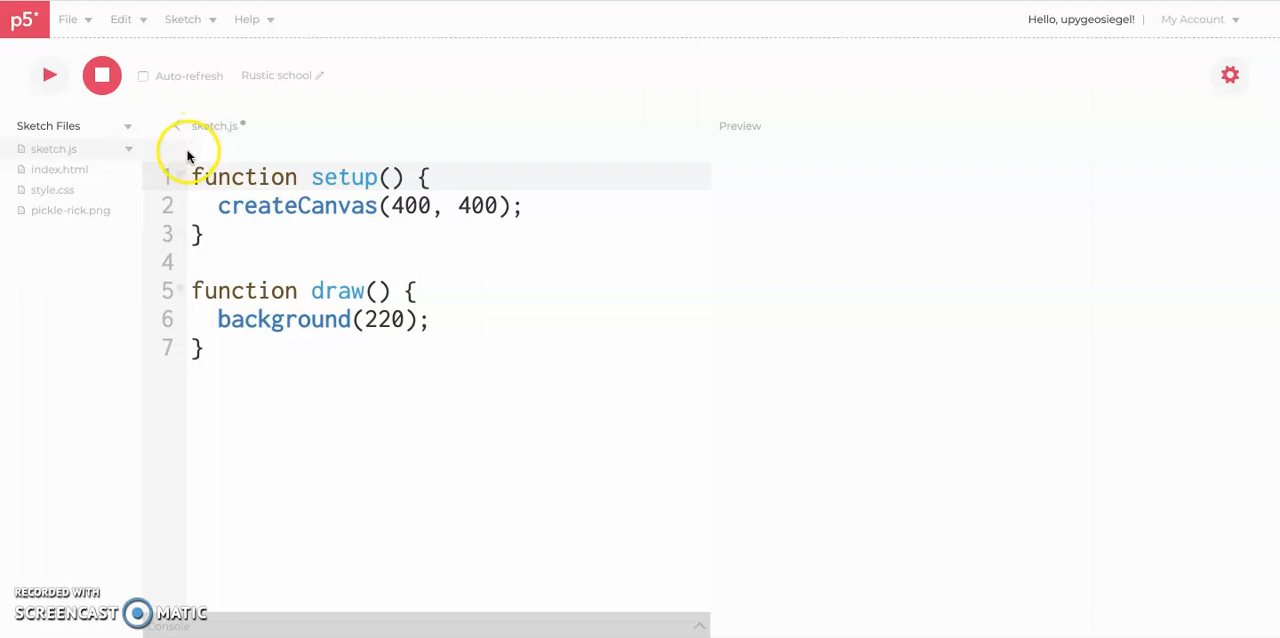 p5*
File
Edit
Sketch
Help
Hello, upygeosiegel! | My Account
Auto-refresh
Rustic school
Sketch Files
sketch.js
Preview
sketch.js
index.html
style.css
pickle-rick.png
1 function setup() {
2 createCanvas(400, 400);
3 }
4
5 function draw() {
6 background(220);
7 }
RECORDED WITH
SCREENCAST MATIC
Console